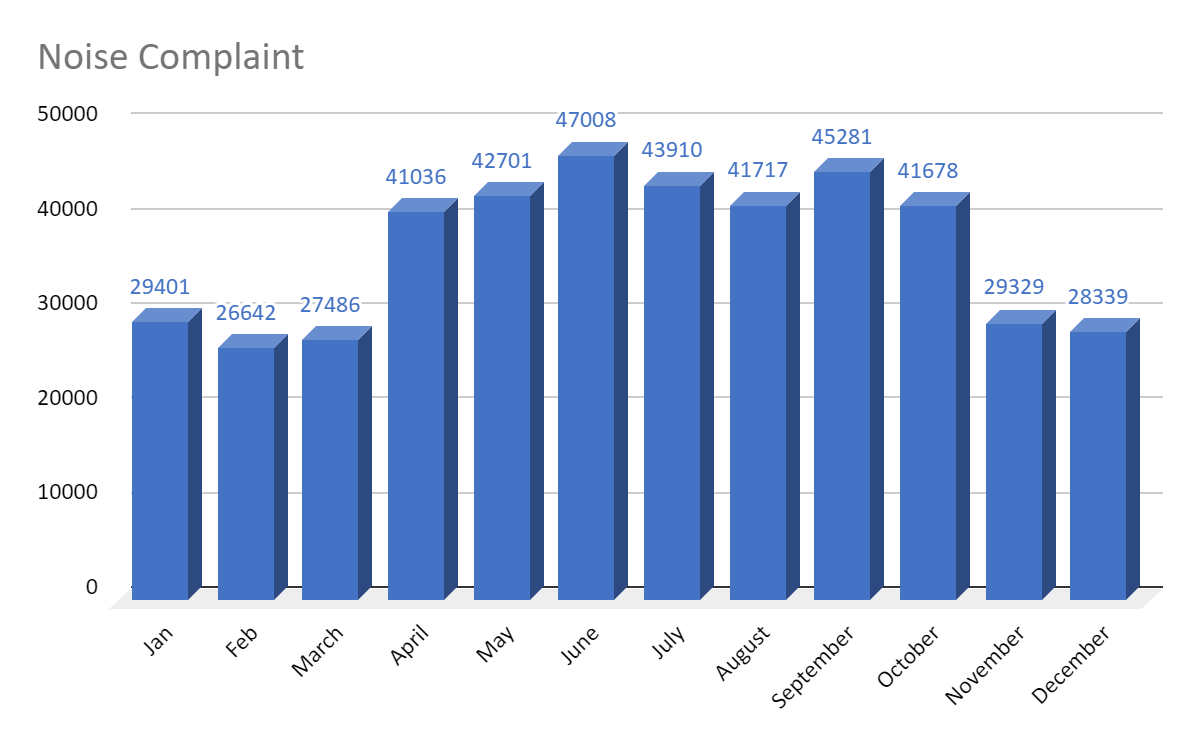 Noise Complaint
50000
40000
30000
20000
10000
0
29401
26642
27486
41036
42701
47008
43910
41717
45281
41678
29329
28339
Jan
Feb
March
April
May
June
July
August
September
October
November
December